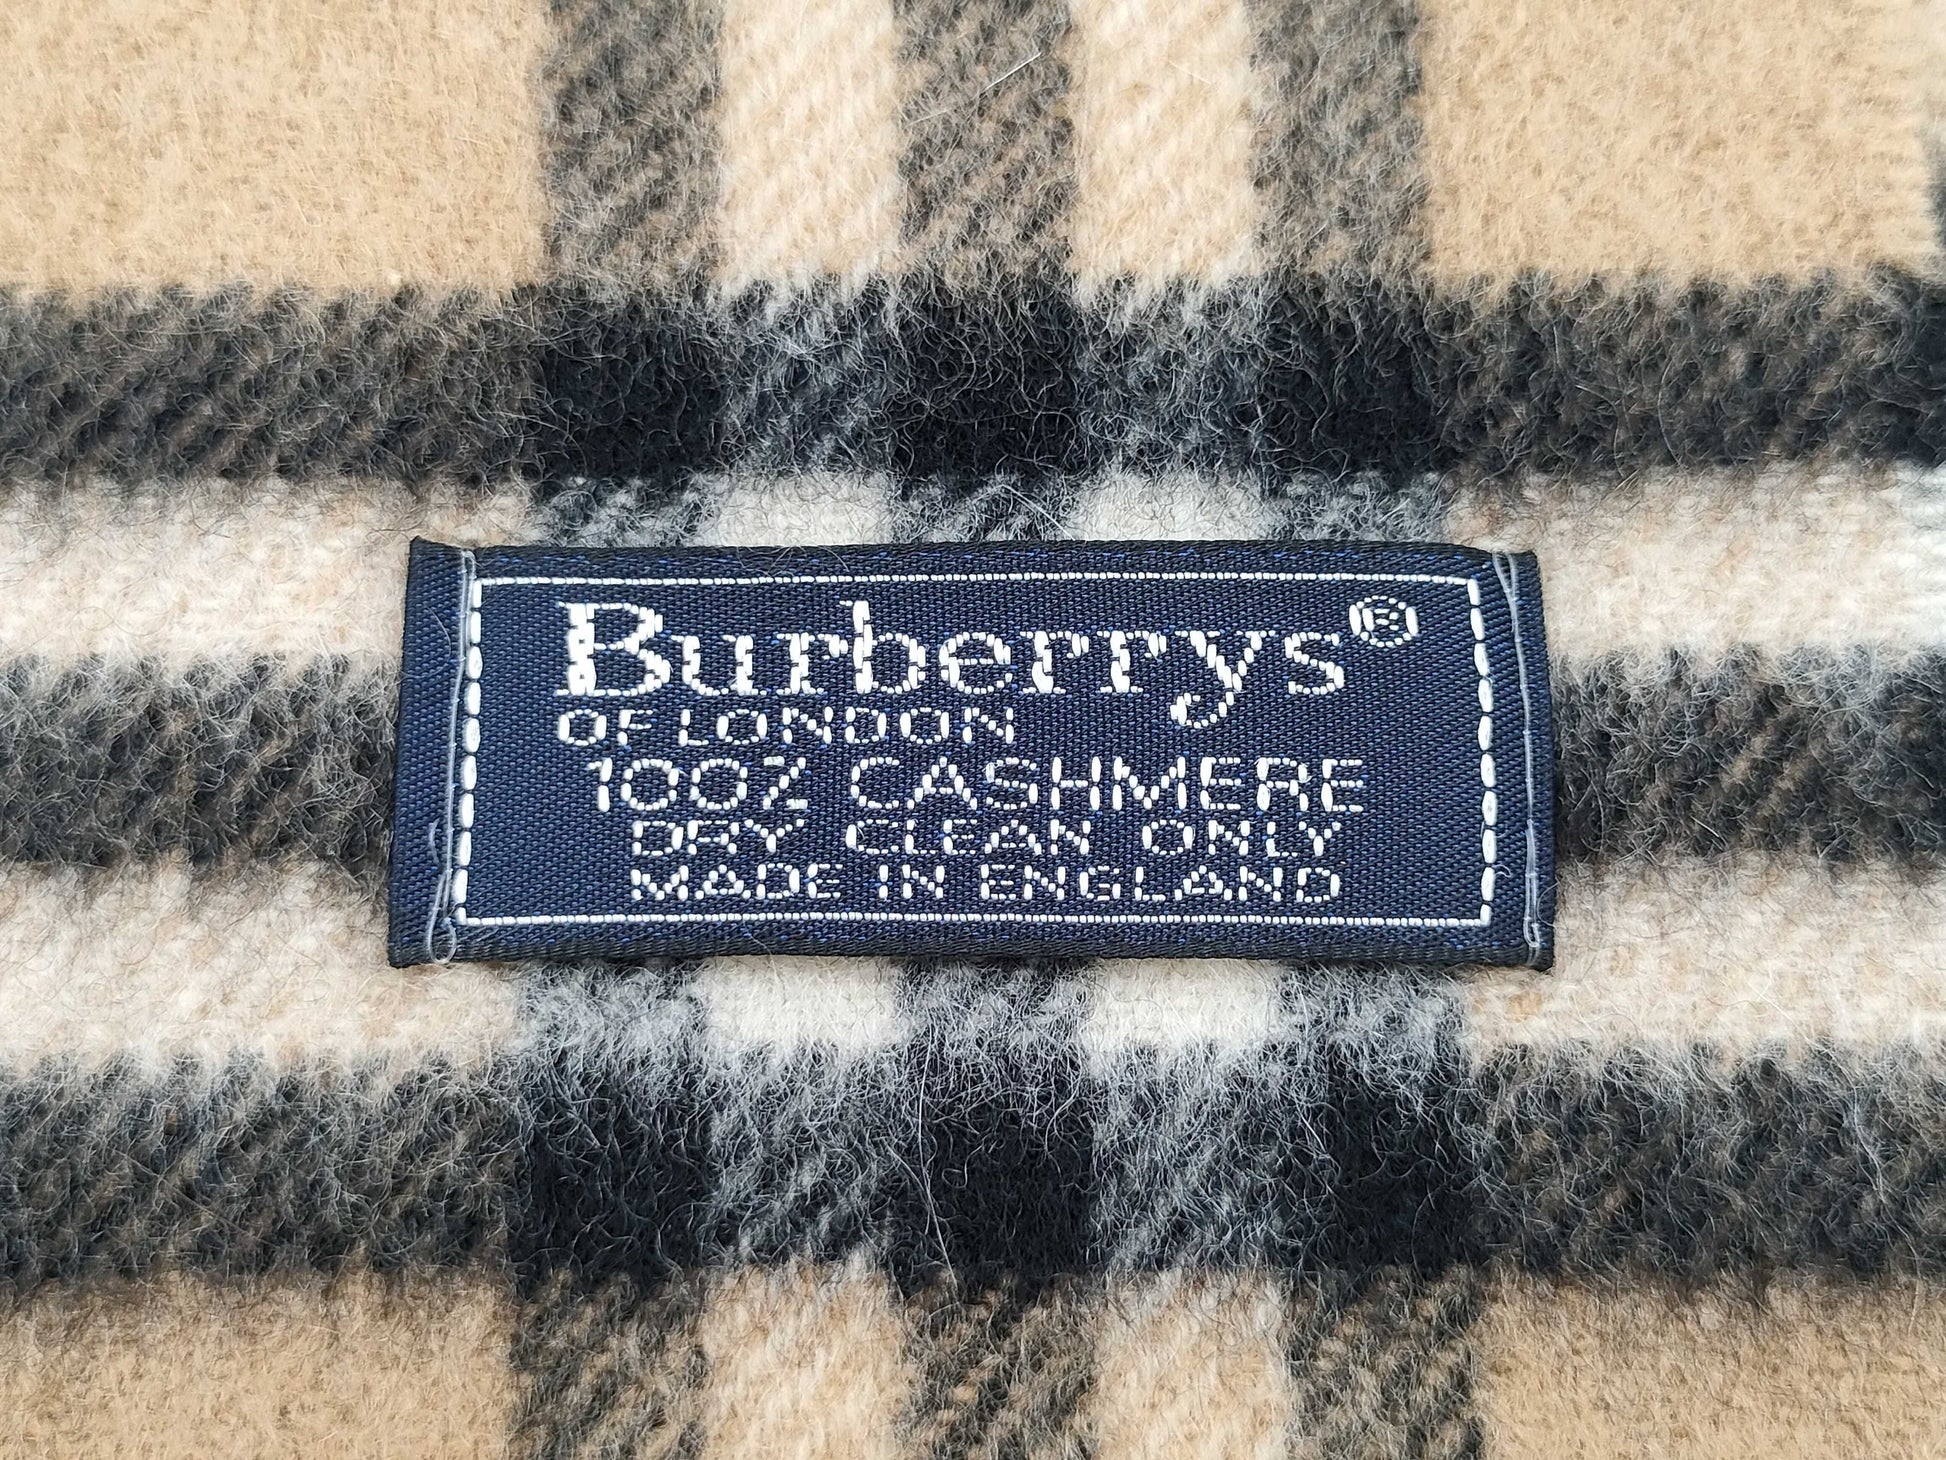 Burberrys®
OF LONDON
100% CASHMERE
DRY CLEAN ONLY
MADE IN ENGLAND